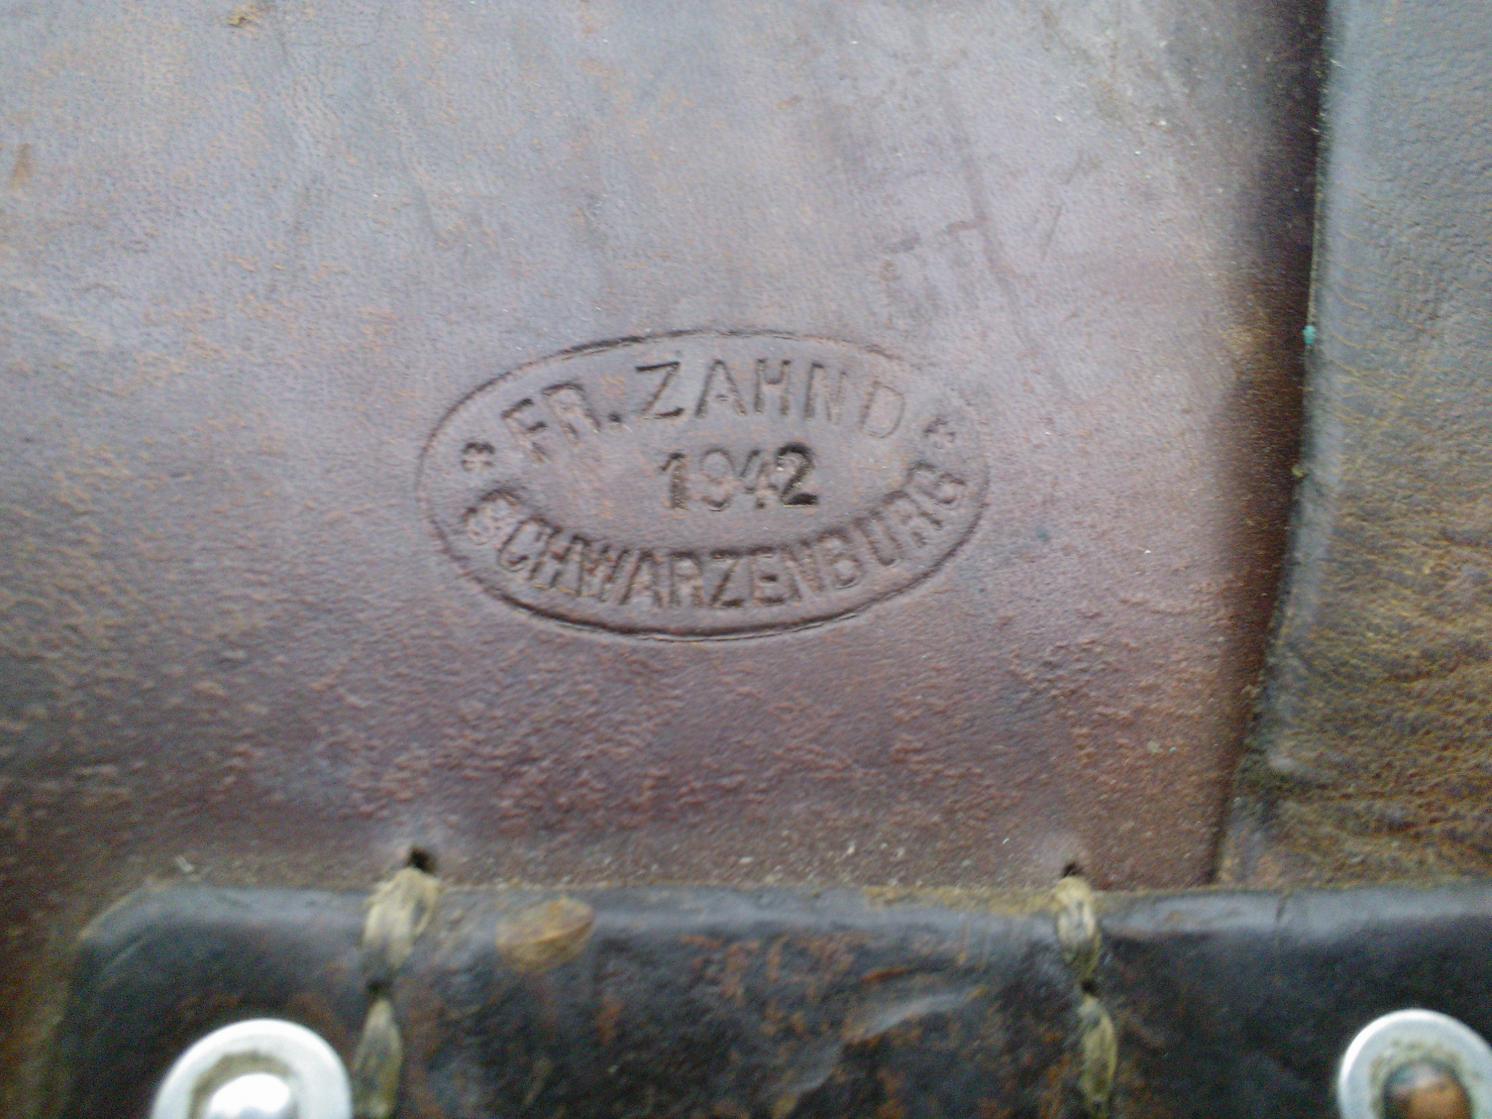 * FR. ZAHND *
1942
SCHWARZENBURG